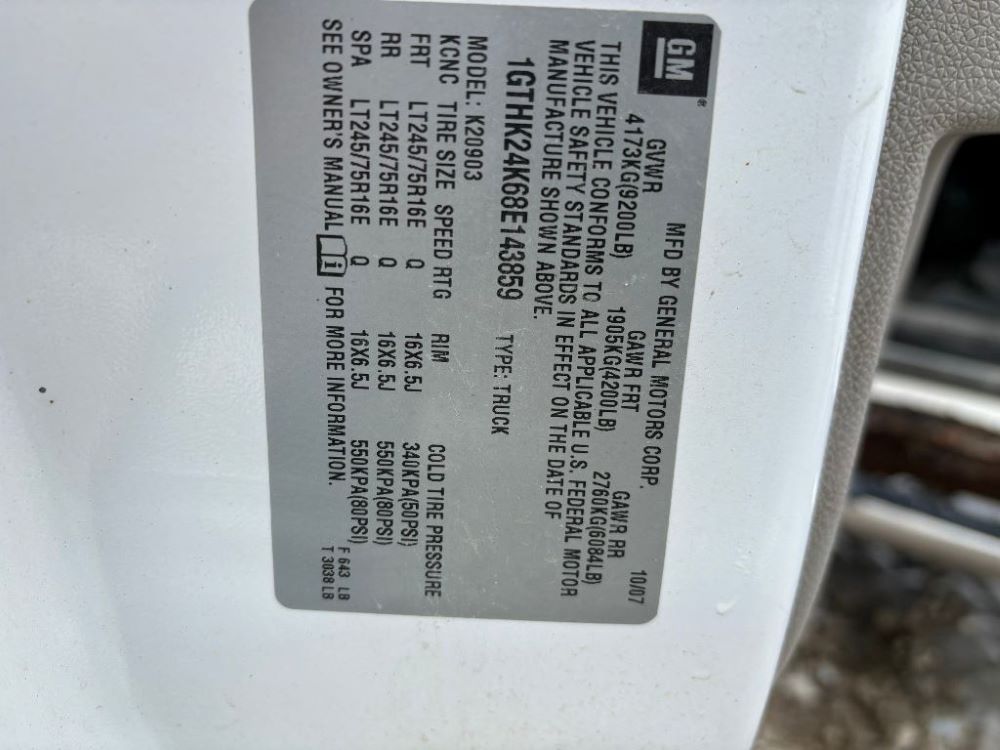 GM®
MFD BY GENERAL MOTORS CORP. 10/07
GVWR GAWR FRT GAWR RR
4173KG(9200LB) 1905KG(4200LB) 2760KG(6084LB)
THIS VEHICLE CONFORMS TO ALL APPLICABLE U.S. FEDERAL MOTOR
VEHICLE SAFETY STANDARDS IN EFFECT ON THE DATE OF
MANUFACTURE SHOWN ABOVE.
1GTHK24K68E143859 TYPE: TRUCK
MODEL: K20903
KCNC TIRE SIZE SPEED RTG RIM COLD TIRE PRESSURE
FRT LT245/75R16E Q 16X6.5J 340KPA(50PSI)
RR LT245/75R16E Q 16X6.5J 550KPA(80PSI)
SPA LT245/75R16E Q 16X6.5J 550KPA(80PSI)
SEE OWNER'S MANUAL i FOR MORE INFORMATION.
F 643 LB
T 3038 LB